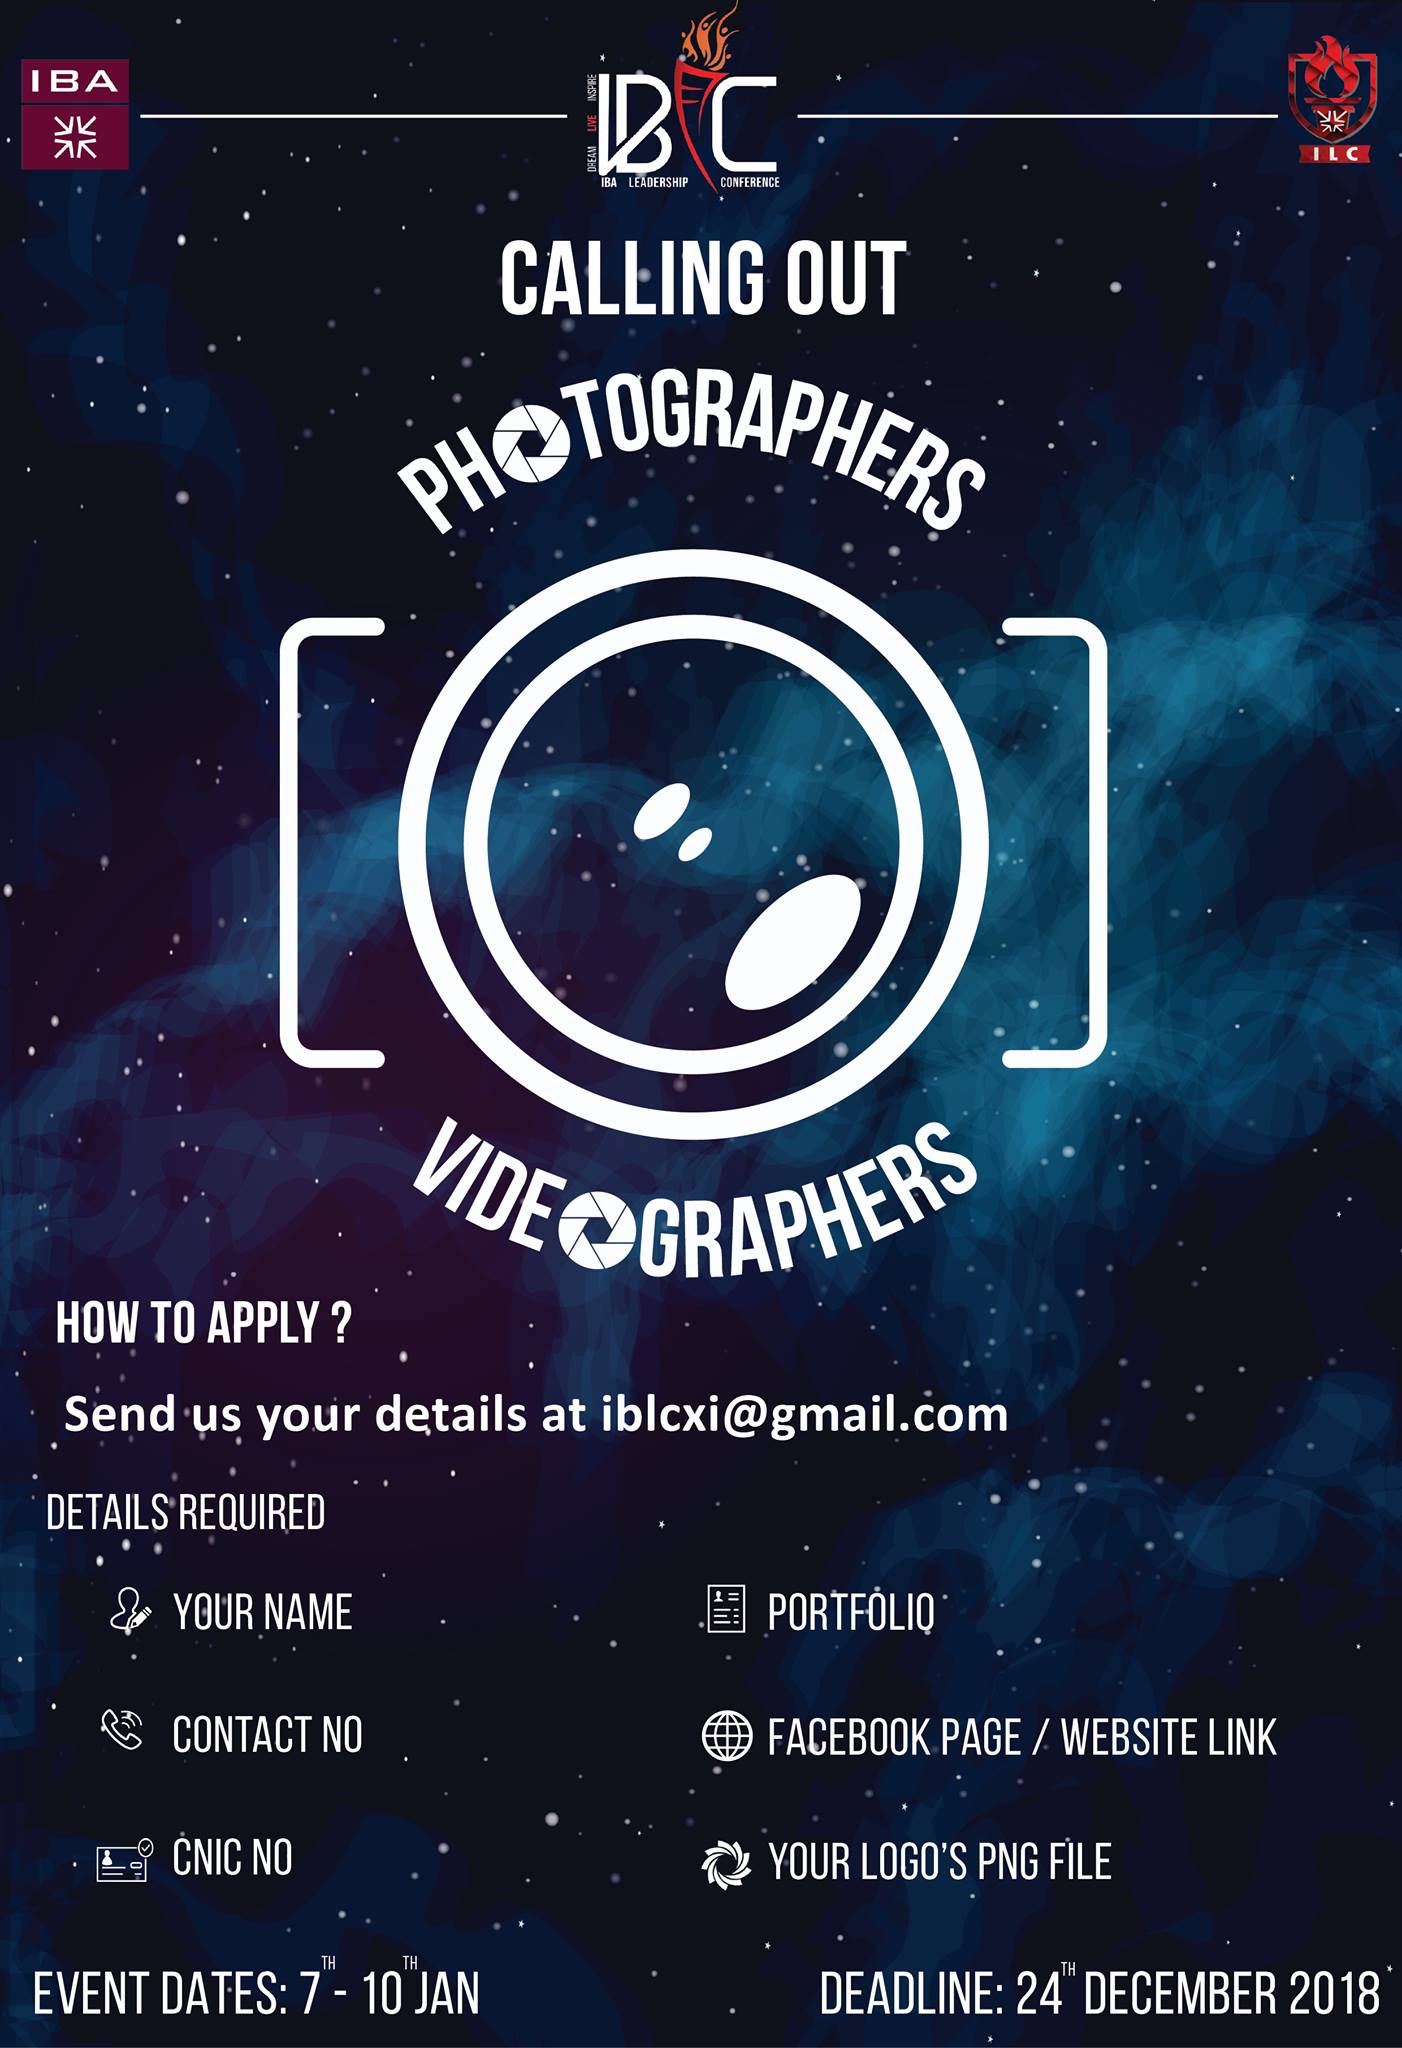 IBA
DREAM LIVE INSPIRE
IBLC
IBA LEADERSHIP CONFERENCE
ILC
CALLING OUT
PHOTOGRAPHERS
VIDEOGRAPHERS
HOW TO APPLY ?
Send us your details at iblcxi@gmail.com
DETAILS REQUIRED
YOUR NAME
PORTFOLIO
CONTACT NO
FACEBOOK PAGE / WEBSITE LINK
CNIC NO
YOUR LOGO'S PNG FILE
EVENT DATES: 7TH - 10TH JAN
DEADLINE: 24TH DECEMBER 2018